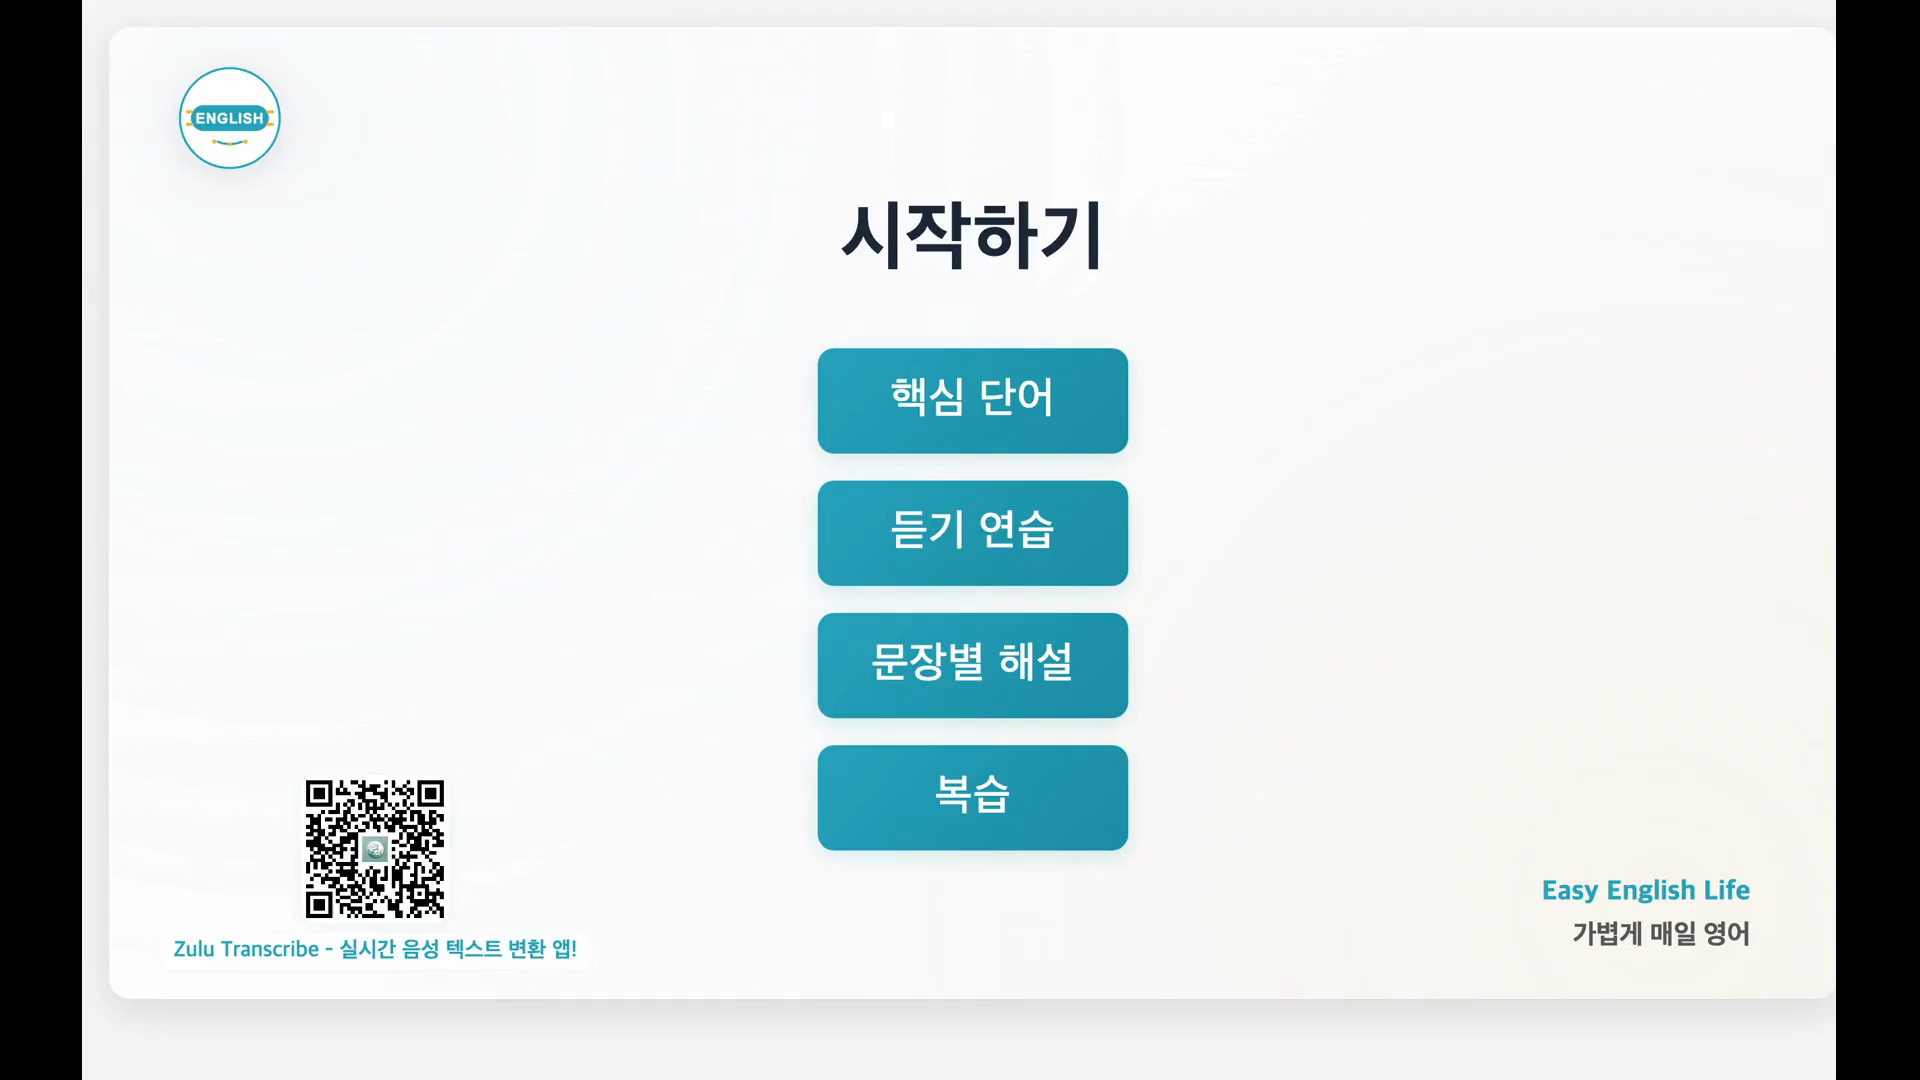 ENGLISH
시작하기
핵심 단어
듣기 연습
문장별 해설
복습
Easy English Life
가볍게 매일 영어
Zulu Transcribe - 실시간 음성 텍스트 변환 앱!